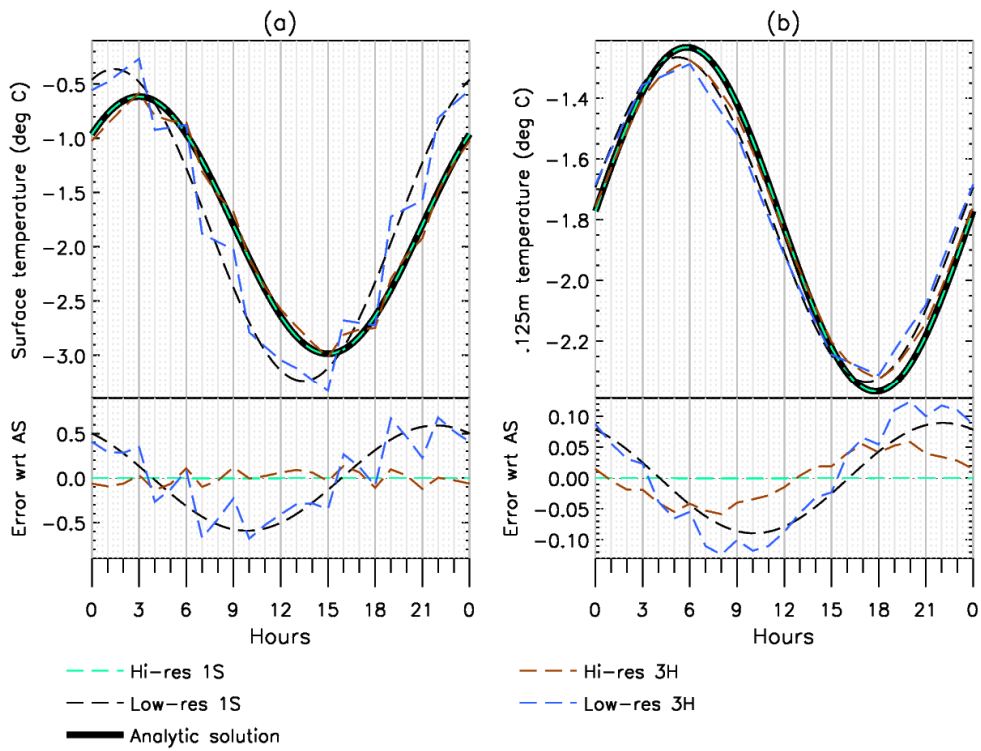 (a)
(b)
Surface temperature (deg C)
-0.5
-1.0
-1.5
-2.0
-2.5
-3.0
.125m temperature (deg C)
-1.4
-1.6
-1.8
-2.0
-2.2
Error wrt AS
0.5
0.0
-0.5
Error wrt AS
0.10
0.05
0.00
-0.05
-0.10
0 3 6 9 12 15 18 21 0
0 3 6 9 12 15 18 21 0
Hours
Hours
Hi-res 1S
Hi-res 3H
Low-res 1S
Low-res 3H
Analytic solution